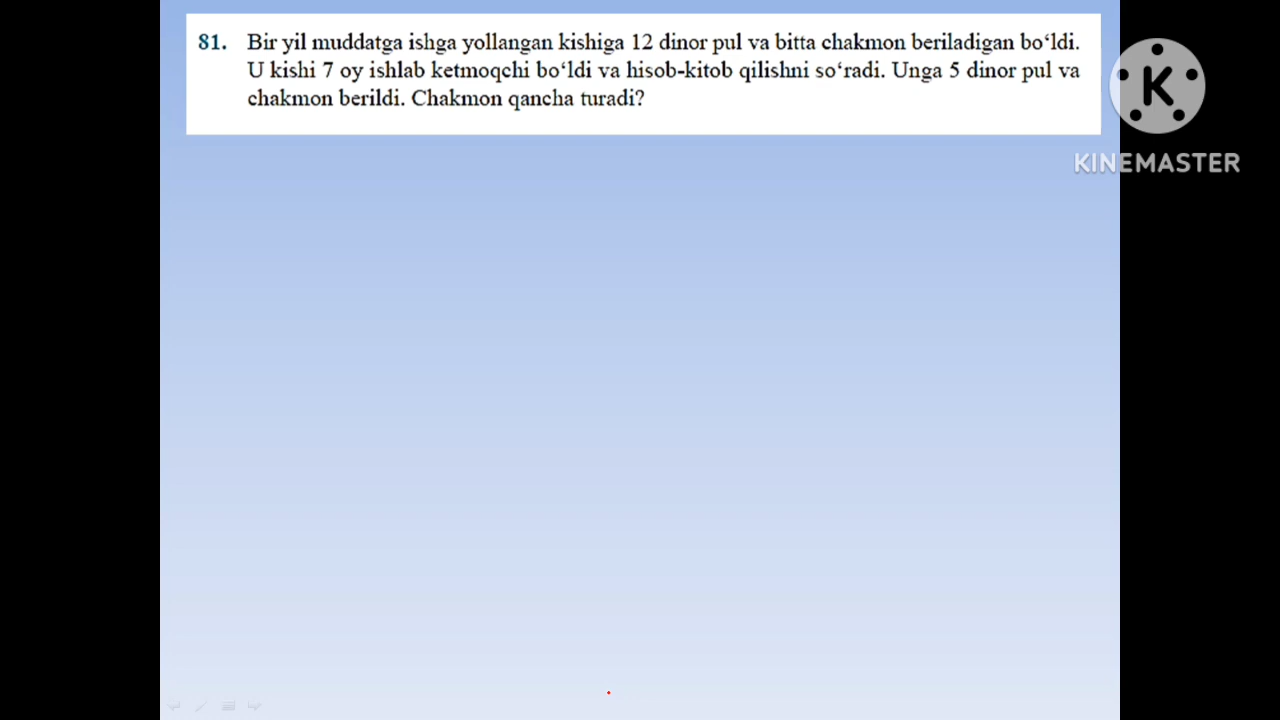 81. Bir yil muddatga ishga yollangan kishiga 12 dinor pul va bitta chakmon beriladigan bo‘ldi.
U kishi 7 oy ishlab ketmoqchi bo‘ldi va hisob-kitob qilishni so‘radi. Unga 5 dinor pul va
chakmon berildi. Chakmon qancha turadi?
K
KINEMASTER